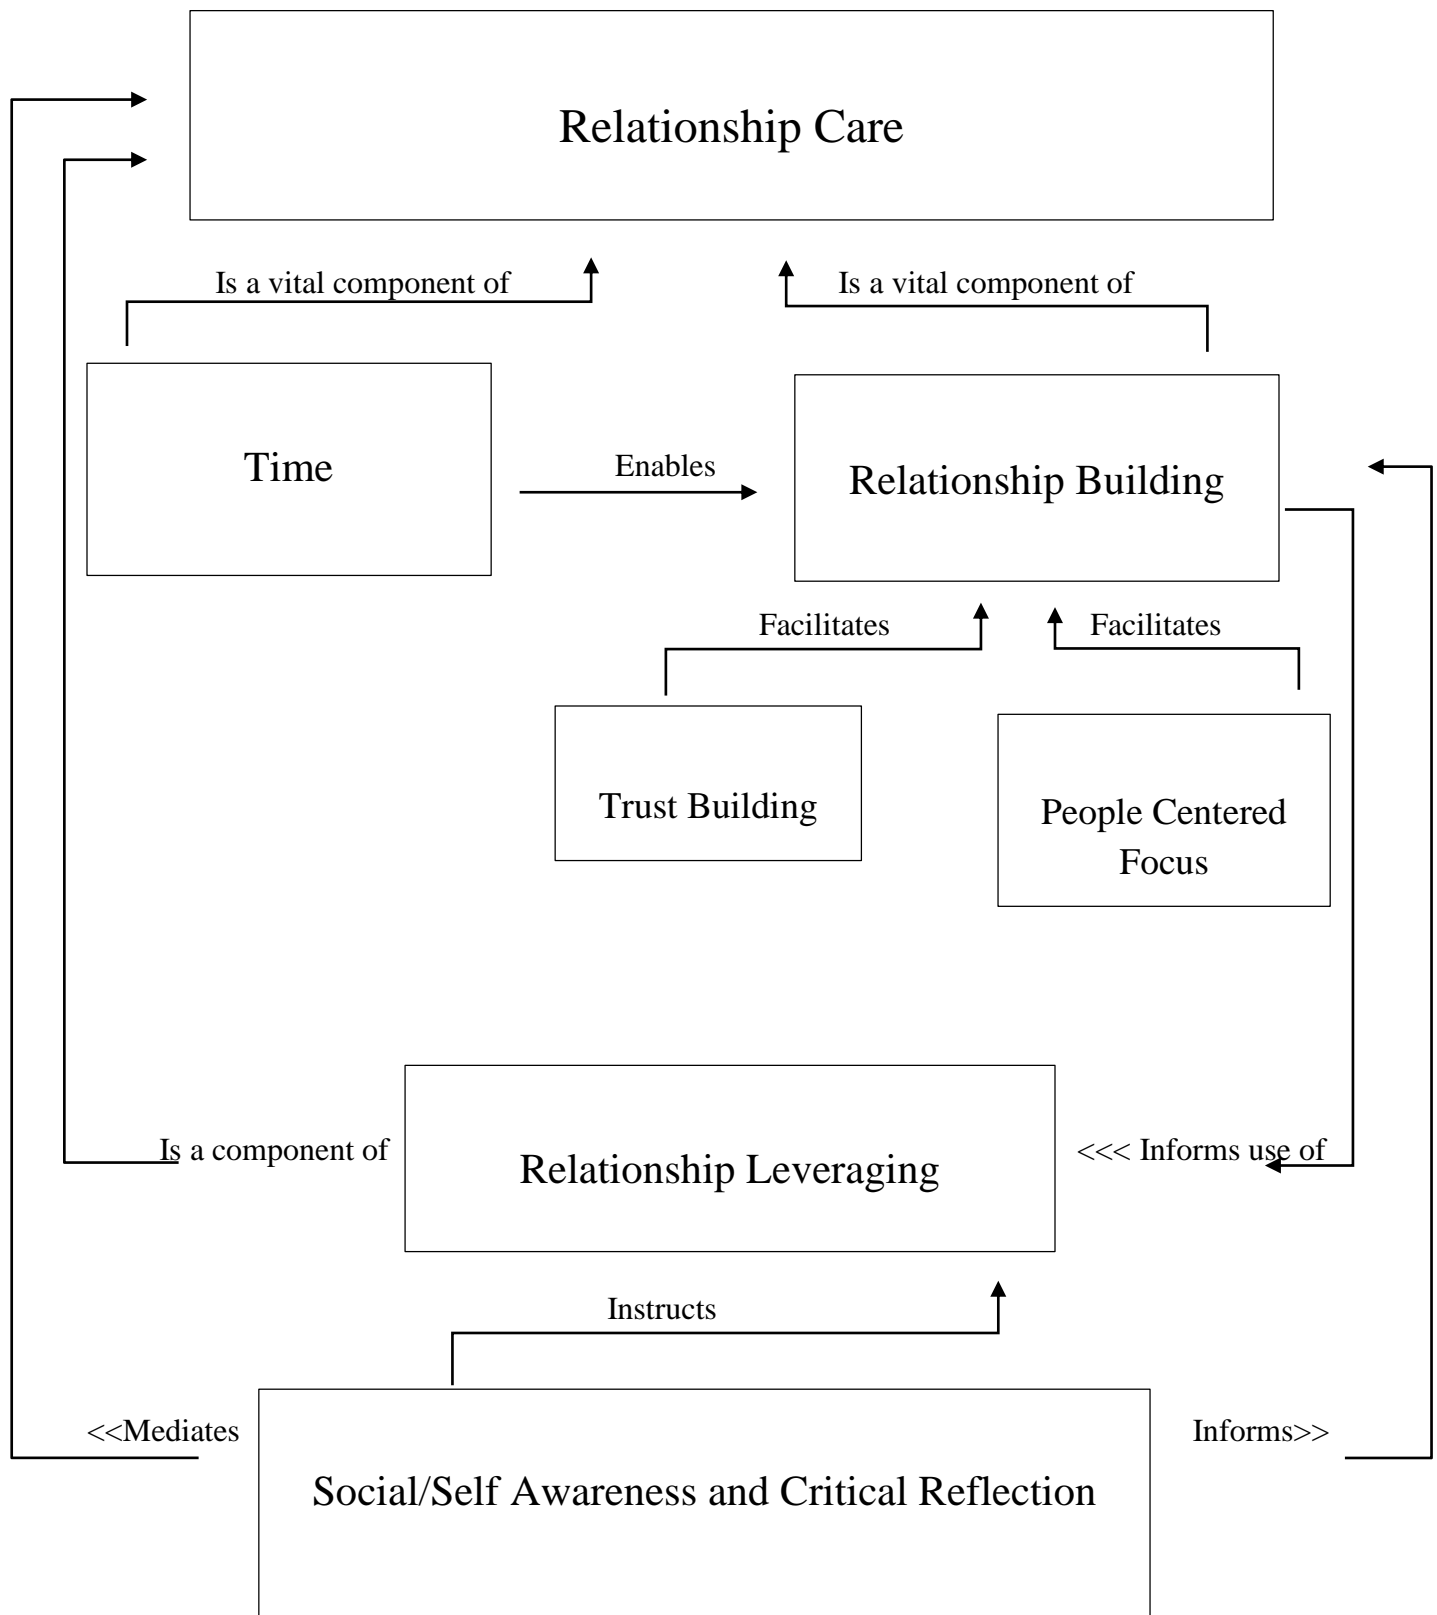 Relationship Care
Is a vital component of
Is a vital component of
Time
Enables
Relationship Building
Facilitates
Facilitates
Trust Building
People Centered
Focus
Is a component of
Relationship Leveraging
<<< Informs use of
Instructs
<<Mediates
Informs>>
Social/Self Awareness and Critical Reflection